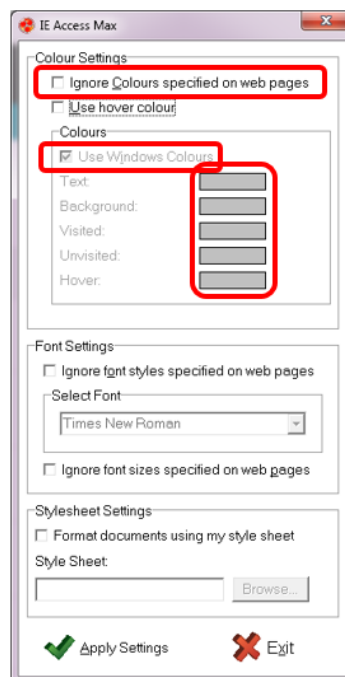 IE Access Max
Colour Settings
Ignore Colours specified on web pages
Use hover colour
Colours
Use Windows Colours
Text:
Background:
Visited:
Unvisited:
Hover:
Font Settings
Ignore font styles specified on web pages
Select Font
Times New Roman
Ignore font sizes specified on web pages
Stylesheet Settings
Format documents using my style sheet
Style Sheet:
Browse...
Apply Settings Exit